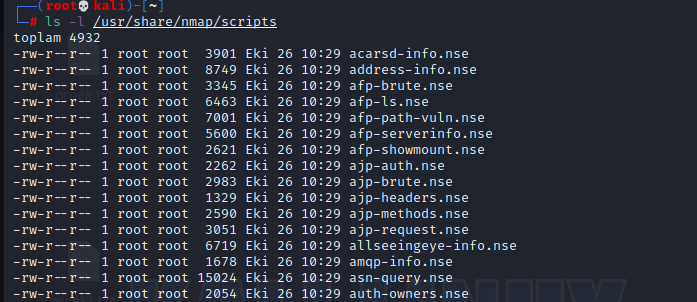 (root💀kali)-[~]
# ls -l /usr/share/nmap/scripts
toplam 4932
-rw-r--r-- 1 root root  3901 Eki 26 10:29 acarsd-info.nse
-rw-r--r-- 1 root root  8749 Eki 26 10:29 address-info.nse
-rw-r--r-- 1 root root  3345 Eki 26 10:29 afp-brute.nse
-rw-r--r-- 1 root root  6463 Eki 26 10:29 afp-ls.nse
-rw-r--r-- 1 root root  7001 Eki 26 10:29 afp-path-vuln.nse
-rw-r--r-- 1 root root  5600 Eki 26 10:29 afp-serverinfo.nse
-rw-r--r-- 1 root root  2621 Eki 26 10:29 afp-showmount.nse
-rw-r--r-- 1 root root  2262 Eki 26 10:29 ajp-auth.nse
-rw-r--r-- 1 root root  2983 Eki 26 10:29 ajp-brute.nse
-rw-r--r-- 1 root root  1329 Eki 26 10:29 ajp-headers.nse
-rw-r--r-- 1 root root  2590 Eki 26 10:29 ajp-methods.nse
-rw-r--r-- 1 root root  3051 Eki 26 10:29 ajp-request.nse
-rw-r--r-- 1 root root  6719 Eki 26 10:29 allseeingeye-info.nse
-rw-r--r-- 1 root root  1678 Eki 26 10:29 amqp-info.nse
-rw-r--r-- 1 root root 15024 Eki 26 10:29 asn-query.nse
-rw-r--r-- 1 root root  2054 Eki 26 10:29 auth-owners.nse